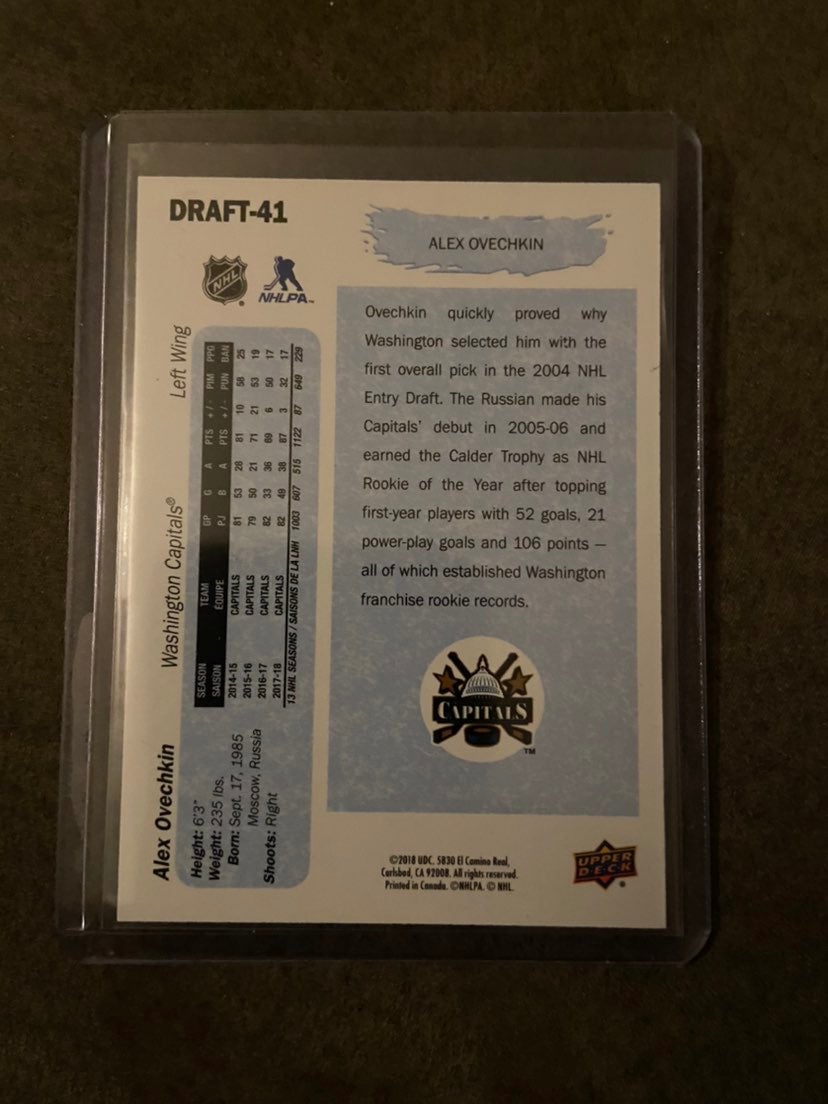 DRAFT-41
NHL
NHLPA™
ALEX OVECHKIN
Ovechkin quickly proved why
Washington selected him with the
first overall pick in the 2004 NHL
Entry Draft. The Russian made his
Capitals' debut in 2005-06 and
earned the Calder Trophy as NHL
Rookie of the Year after topping
first-year players with 52 goals, 21
power-play goals and 106 points —
all of which established Washington
franchise rookie records.
CAPITALS
TM
Alex Ovechkin Washington Capitals® Left Wing
Height: 6'3"
Weight: 235 lbs.
Born: Sept. 17, 1985
Moscow, Russia
Shoots: Right
SEASON TEAM GP G A PTS +/- PIM PPG
SAISON ÉQUIPE PJ B A PTS +/- PUN BAN
2014-15 CAPITALS 81 53 28 81 10 58 25
2015-16 CAPITALS 79 50 21 71 21 53 19
2016-17 CAPITALS 82 33 36 69 6 50 17
2017-18 CAPITALS 82 49 38 87 3 32 17
13 NHL SEASONS / SAISONS DE LA LNH 1003 607 515 1122 87 649 229
©2018 UDC. 5830 El Camino Real,
Carlsbad, CA 92008. All rights reserved.
Printed in Canada. ©NHLPA. © NHL.
UPPER
D·E·C·K
®